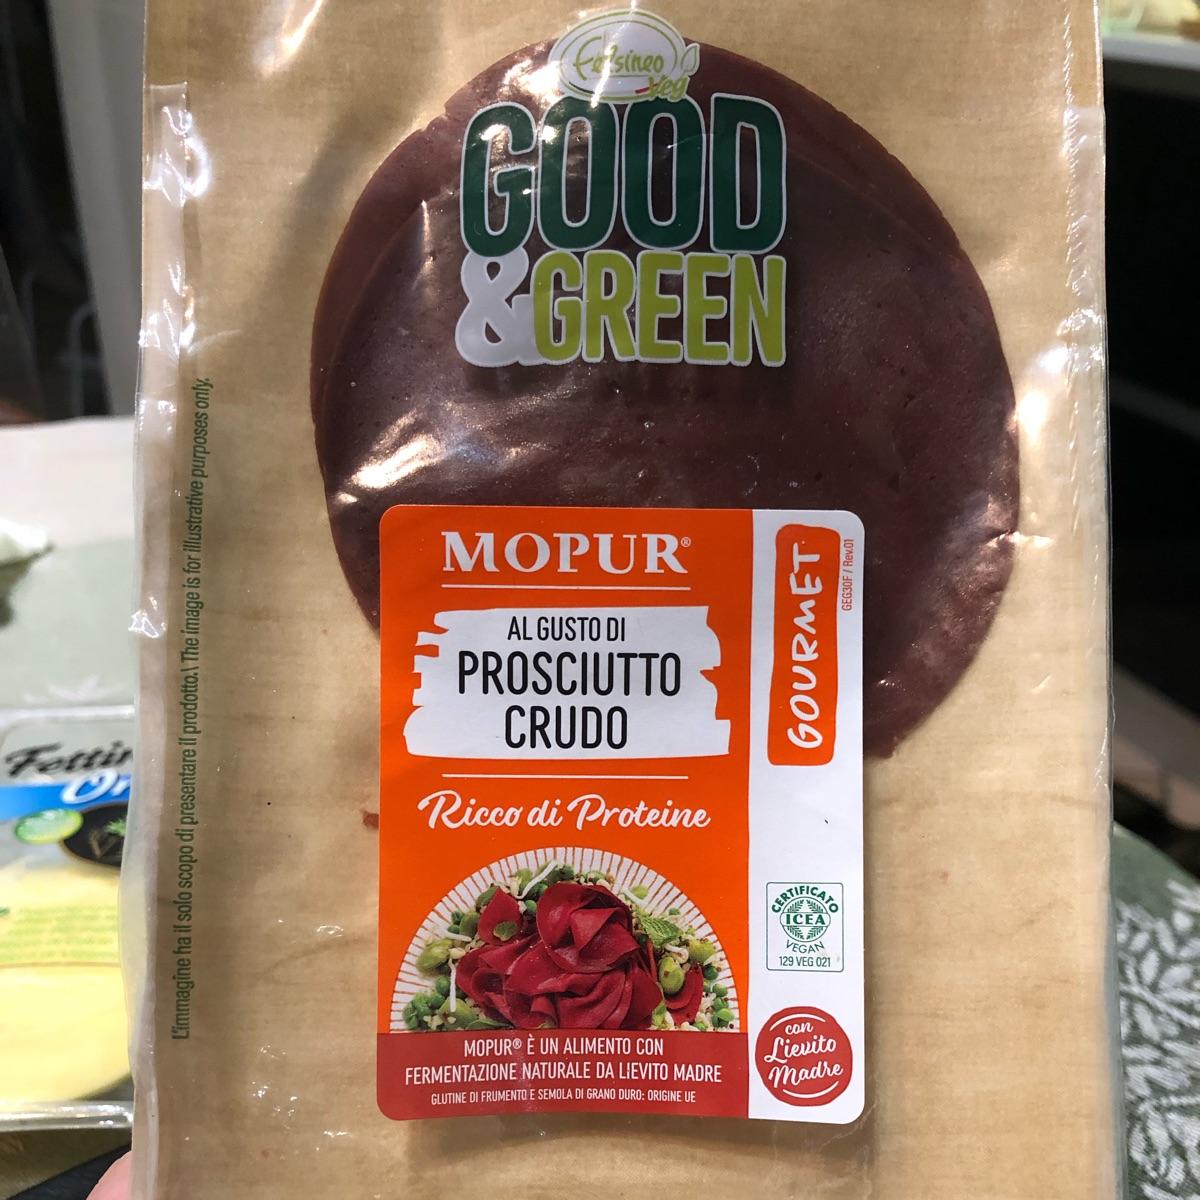 Felsineo
Veg
GOOD
&GREEN
MOPUR®
AL GUSTO DI
PROSCIUTTO
CRUDO
Ricco di Proteine
MOPUR® È UN ALIMENTO CON
FERMENTAZIONE NATURALE DA LIEVITO MADRE
GLUTINE DI FRUMENTO E SEMOLA DI GRANO DURO: ORIGINE UE
GOURMET
GEG30F / Rev.01
CERTIFICATO
ICEA
VEGAN
129 VEG 021
con
Lievito
Madre
L'immagine ha il solo scopo di presentare il prodotto.\ The image is for illustrative purposes only.